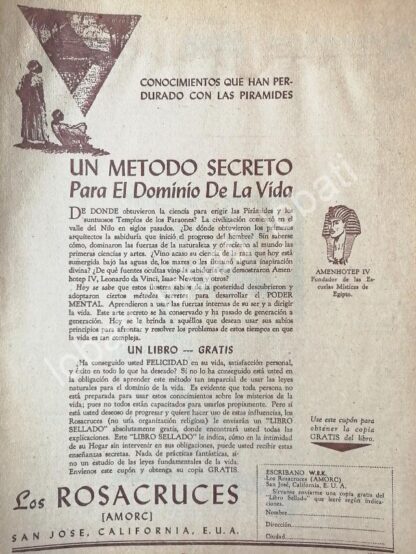 CONOCIMIENTOS QUE HAN PER-
DURADO CON LAS PIRAMIDES
UN METODO SECRETO
Para El Dominio De La Vida
DE DONDE obtuvieron la ciencia para erigir las Pirámides y los
suntuosos Templos de los Faraones? La civilización comenzó en el
valle del Nilo en siglos pasados. ¿De dónde obtuvieron los primeros
arquitectos la sabiduría que inició el progreso del hombre? Sin saberse
cómo, dominaron las fuerzas de la naturaleza y ofrecieron al mundo las
primeras ciencias y artes. ¿Vino acaso su ciencia de la raza que hoy está
sumergida bajo las aguas de los mares o les iluminó alguna inspiración
divina? ¿De qué fuentes ocultas vino la sabiduría que demostraron Amen-
hotep IV, Leonardo da Vinci, Isaac Newton y otros?
Hoy se sabe que estos ilustres sabios de la posteridad descubrieron y
adoptaron ciertos métodos secretos para desarrollar el PODER
MENTAL. Aprendieron a usar las fuerzas internas de su ser y a dirigir
la vida. Este arte secreto se ha conservado y ha pasado de generación a
generación. Hoy se le brinda a aquéllos que desean usar sus sabios
principios para afrontar y resolver los problemas de estos tiempos en que
la vida es tan compleja.
AMENHOTEP IV
Fundador de las Es-
cuelas Místicas de
Egipto.
UN LIBRO — GRATIS
¿Ha conseguido usted FELICIDAD en su vida, satisfacción personal,
y éxito en todo lo que ha deseado? Si no lo ha conseguido está usted en
la obligación de aprender este método tan imparcial de usar las leyes
naturales para el dominio de la vida. Es evidente que toda persona no
está preparada para usar estos conocimientos sobre los misterios de la
vida; pues no todos están capacitados para usarlos propiamente. Pero si
está usted deseoso de progresar y quiere hacer uso de estas influencias, los
Rosacruces (no una organización religiosa) le enviarán un "LIBRO
SELLADO" absolutamente gratis, donde encontrará usted todas las
explicaciones. Este "LIBRO SELLADO" le indica, cómo en la intimidad
de su Hogar sin intervenir en sus obligaciones, puede usted recibir estas
enseñanzas secretas. Nada de prácticas fantásticas, si-
no un estudio de las leyes fundamentales de la vida.
Envíenos este cupón y obtenga su copia GRATIS.
Use este cupón para
obtener la copia
GRATIS del libro.
Los ROSACRUCES
[AMORC]
SAN JOSE, CALIFORNIA, E. U. A.
ESCRIBANO
Los Rosacruces (AMORC)
San José, California, E. U. A.
Sírvanse enviarme una copia gratis del
"Libro Sellado" que leeré según indica-
ciones.
Nombre
Dirección
Ciudad